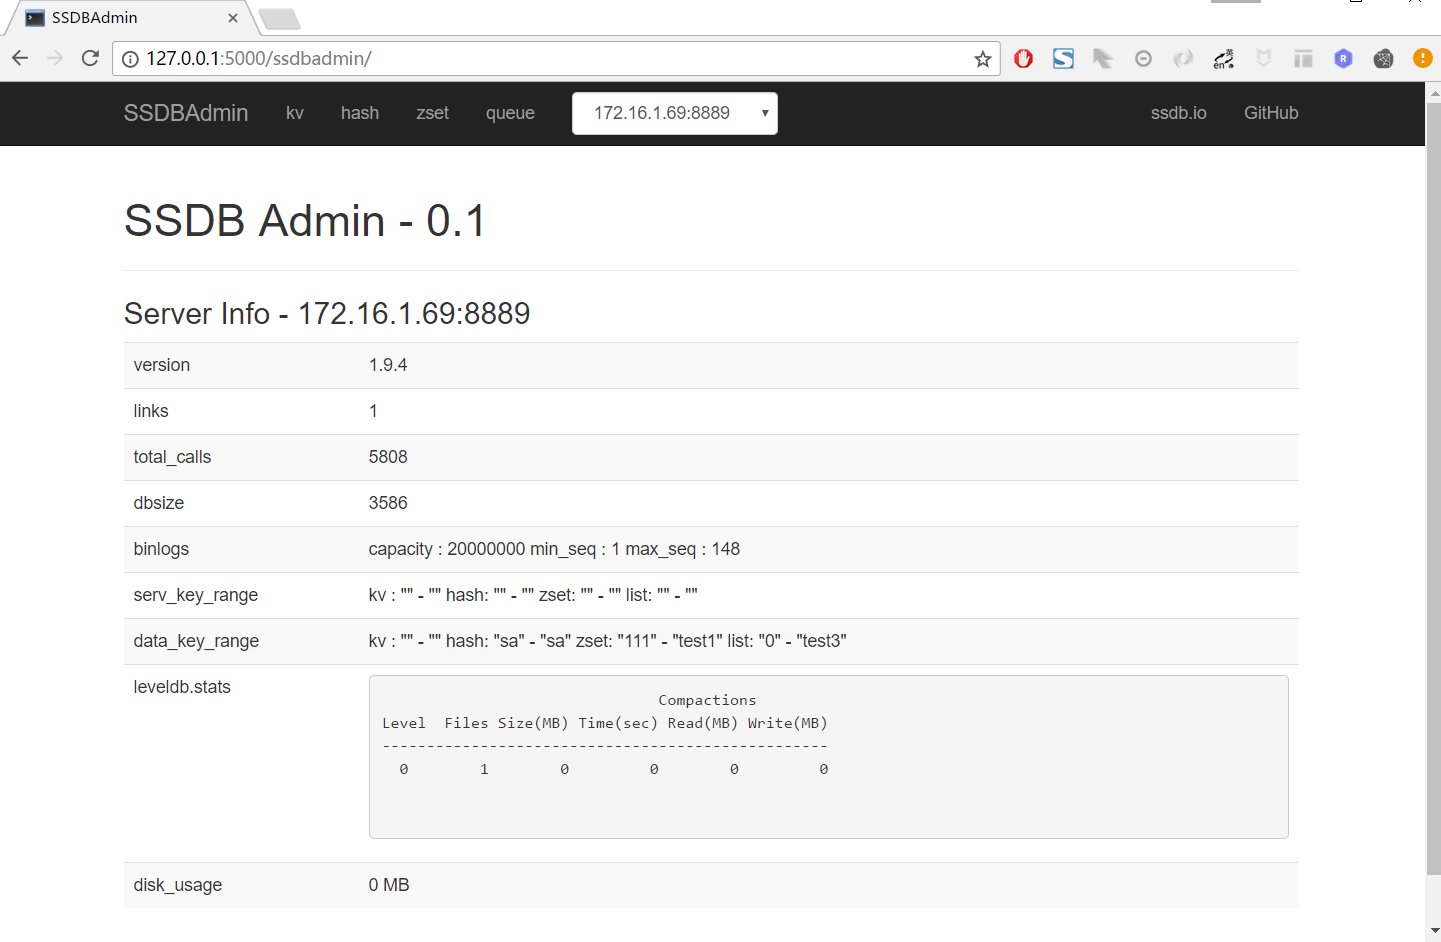 SSDBAdmin
127.0.0.1:5000/ssdbadmin/
SSDBAdmin kv hash zset queue 172.16.1.69:8889 ssdb.io GitHub
SSDB Admin - 0.1
Server Info - 172.16.1.69:8889
version 1.9.4
links 1
total_calls 5808
dbsize 3586
binlogs capacity : 20000000 min_seq : 1 max_seq : 148
serv_key_range kv : "" - "" hash: "" - "" zset: "" - "" list: "" - ""
data_key_range kv : "" - "" hash: "sa" - "sa" zset: "111" - "test1" list: "0" - "test3"
leveldb.stats
Compactions
Level Files Size(MB) Time(sec) Read(MB) Write(MB)
--------------------------------------------------
0 1 0 0 0 0
disk_usage 0 MB